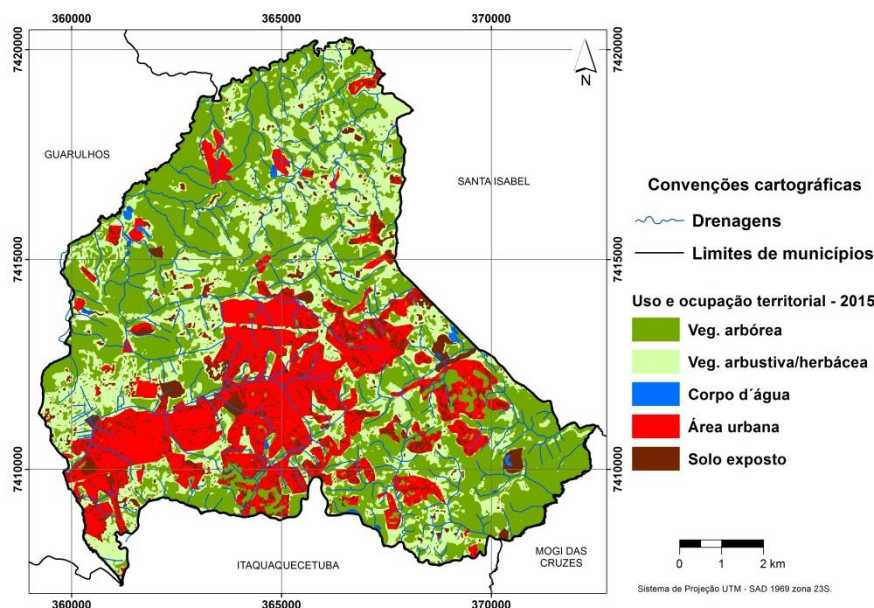 360000 365000 370000
7420000
7420000
N
GUARULHOS
SANTA ISABEL
Convenções cartográficas
Drenagens
Limites de municípios
7415000
7415000
Uso e ocupação territorial - 2015
Veg. arbórea
Veg. arbustiva/herbácea
Corpo d´água
Área urbana
Solo exposto
7410000
7410000
ITAQUAQUECETUBA
MOGI DAS
CRUZES
0 1 2 km
Sistema de Projeção UTM - SAD 1969 zona 23S.
360000 365000 370000